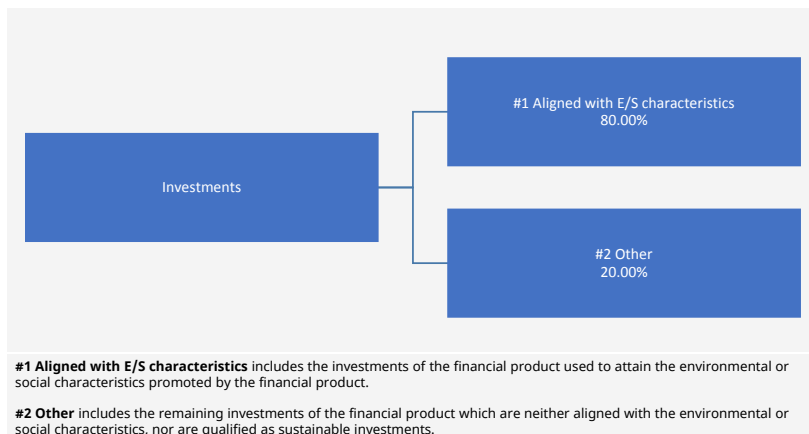 #1 Aligned with E/S characteristics
80.00%
Investments
#2 Other
20.00%
#1 Aligned with E/S characteristics includes the investments of the financial product used to attain the environmental or
social characteristics promoted by the financial product.
#2 Other includes the remaining investments of the financial product which are neither aligned with the environmental or
social characteristics, nor are qualified as sustainable investments.